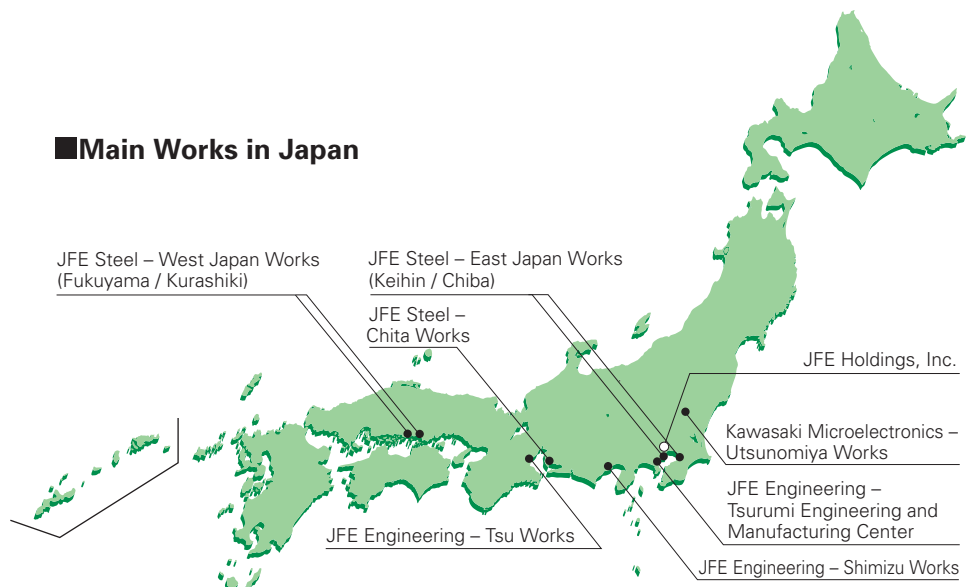 ■Main Works in Japan
JFE Steel – West Japan Works
(Fukuyama / Kurashiki)
JFE Steel – East Japan Works
(Keihin / Chiba)
JFE Steel –
Chita Works
JFE Holdings, Inc.
Kawasaki Microelectronics –
Utsunomiya Works
JFE Engineering –
Tsurumi Engineering and
Manufacturing Center
JFE Engineering – Tsu Works
JFE Engineering – Shimizu Works